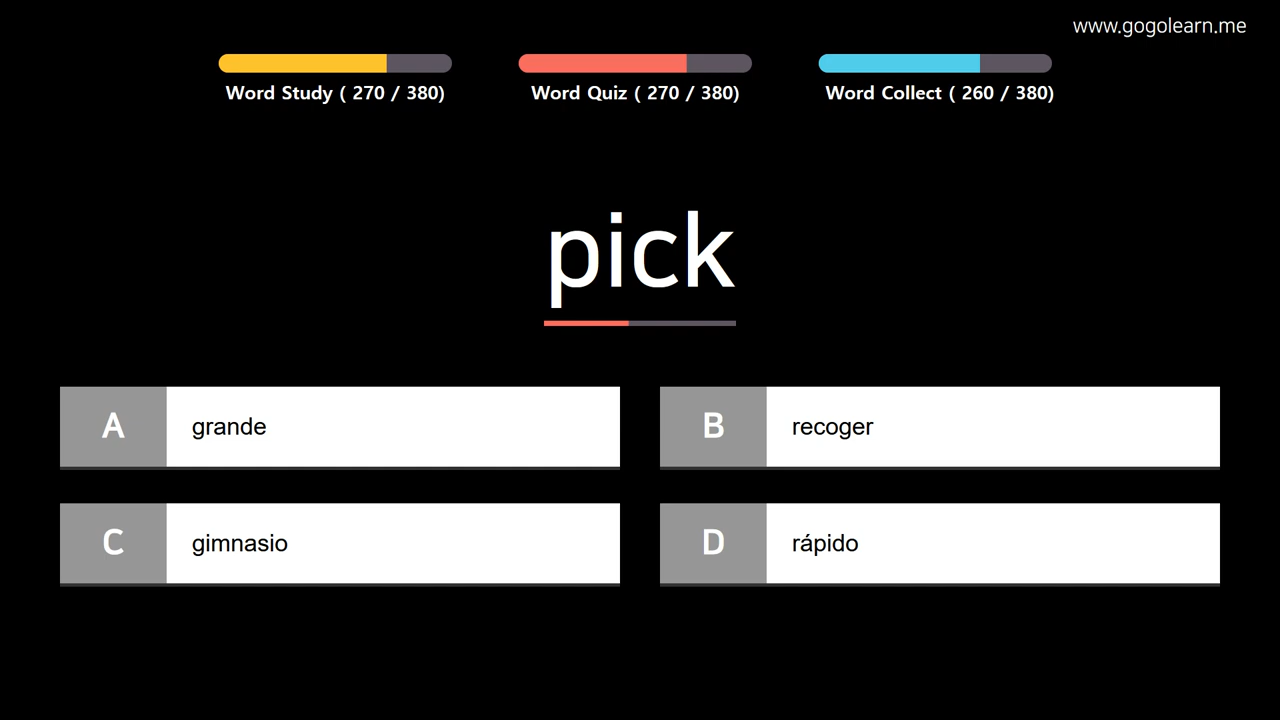 www.gogolearn.me
Word Study ( 270 / 380)
Word Quiz ( 270 / 380)
Word Collect ( 260 / 380)
pick
A grande
B recoger
C gimnasio
D rápido